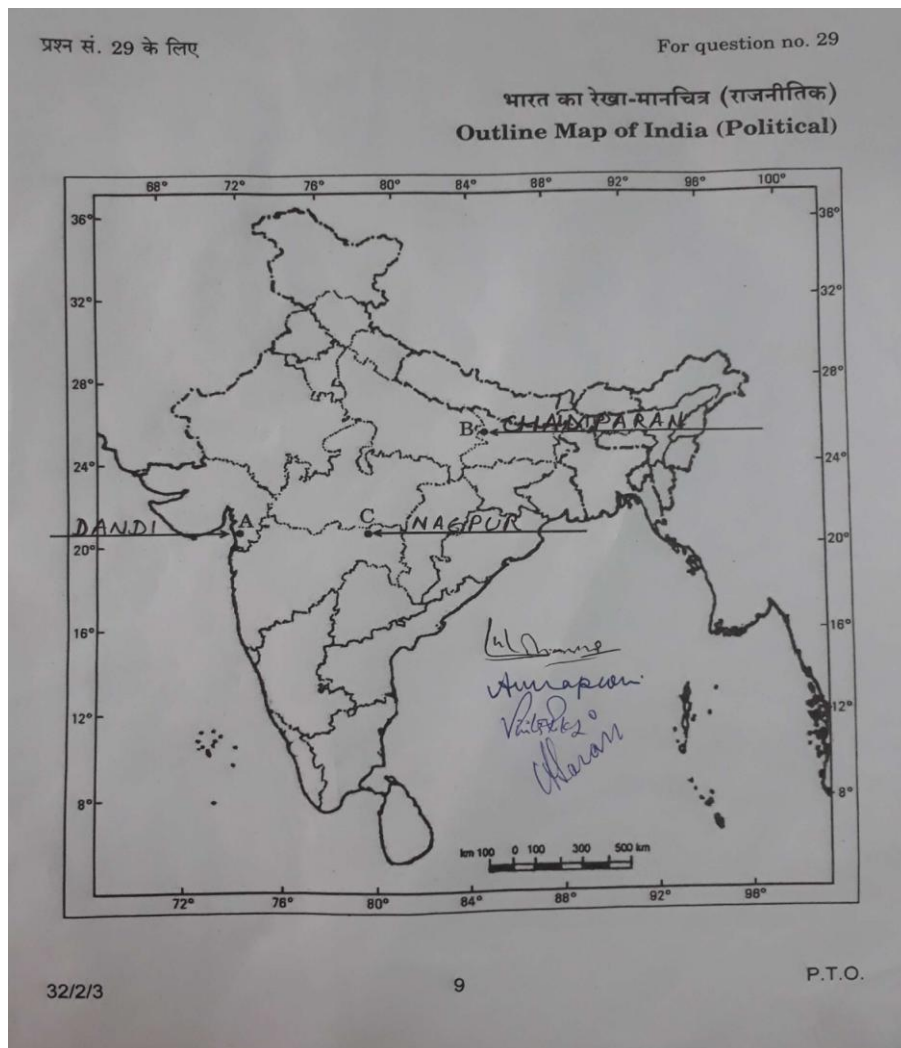 प्रश्न सं. 29 के लिए
For question no. 29
भारत का रेखा-मानचित्र (राजनीतिक)
Outline Map of India (Political)
68° 72° 76° 80° 84° 88° 92° 96° 100°
36° 36°
32° 32°
28° 28°
B CHAMPARAN
24° 24°
A C
DANDI NAGPUR
20° 20°
16° 16°
12° 12°
8° 8°
km 100 0 100 300 500 km
72° 76° 80° 84° 88° 92° 96°
32/2/3
9
P.T.O.